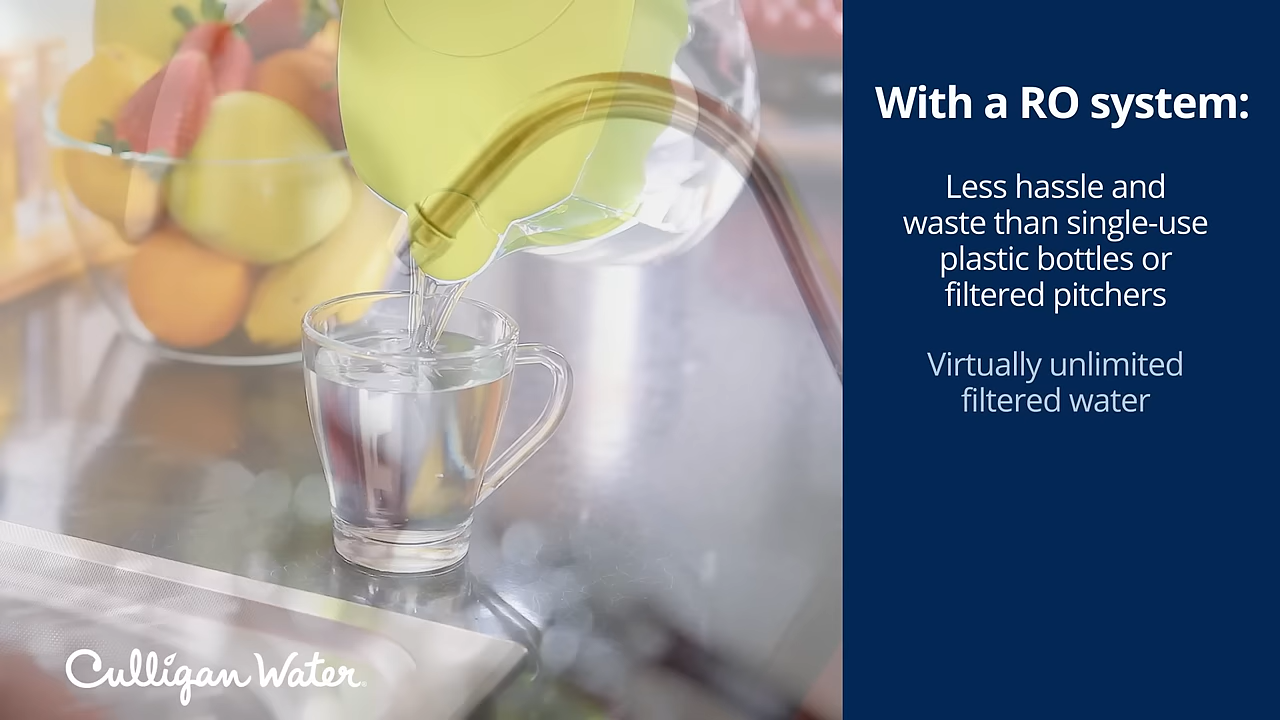 With a RO system:
Less hassle and
waste than single-use
plastic bottles or
filtered pitchers
Virtually unlimited
filtered water
Culligan Water